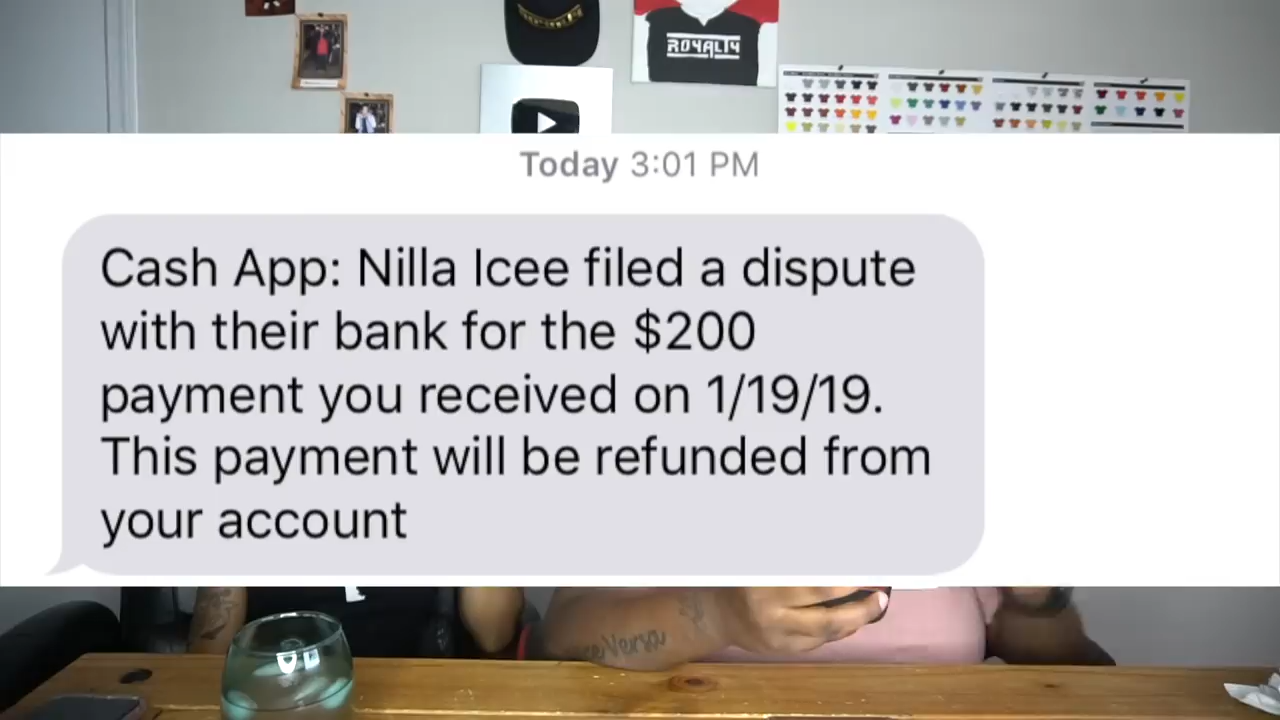 ROYALTY
Today 3:01 PM
Cash App: Nilla Icee filed a dispute
with their bank for the $200
payment you received on 1/19/19.
This payment will be refunded from
your account